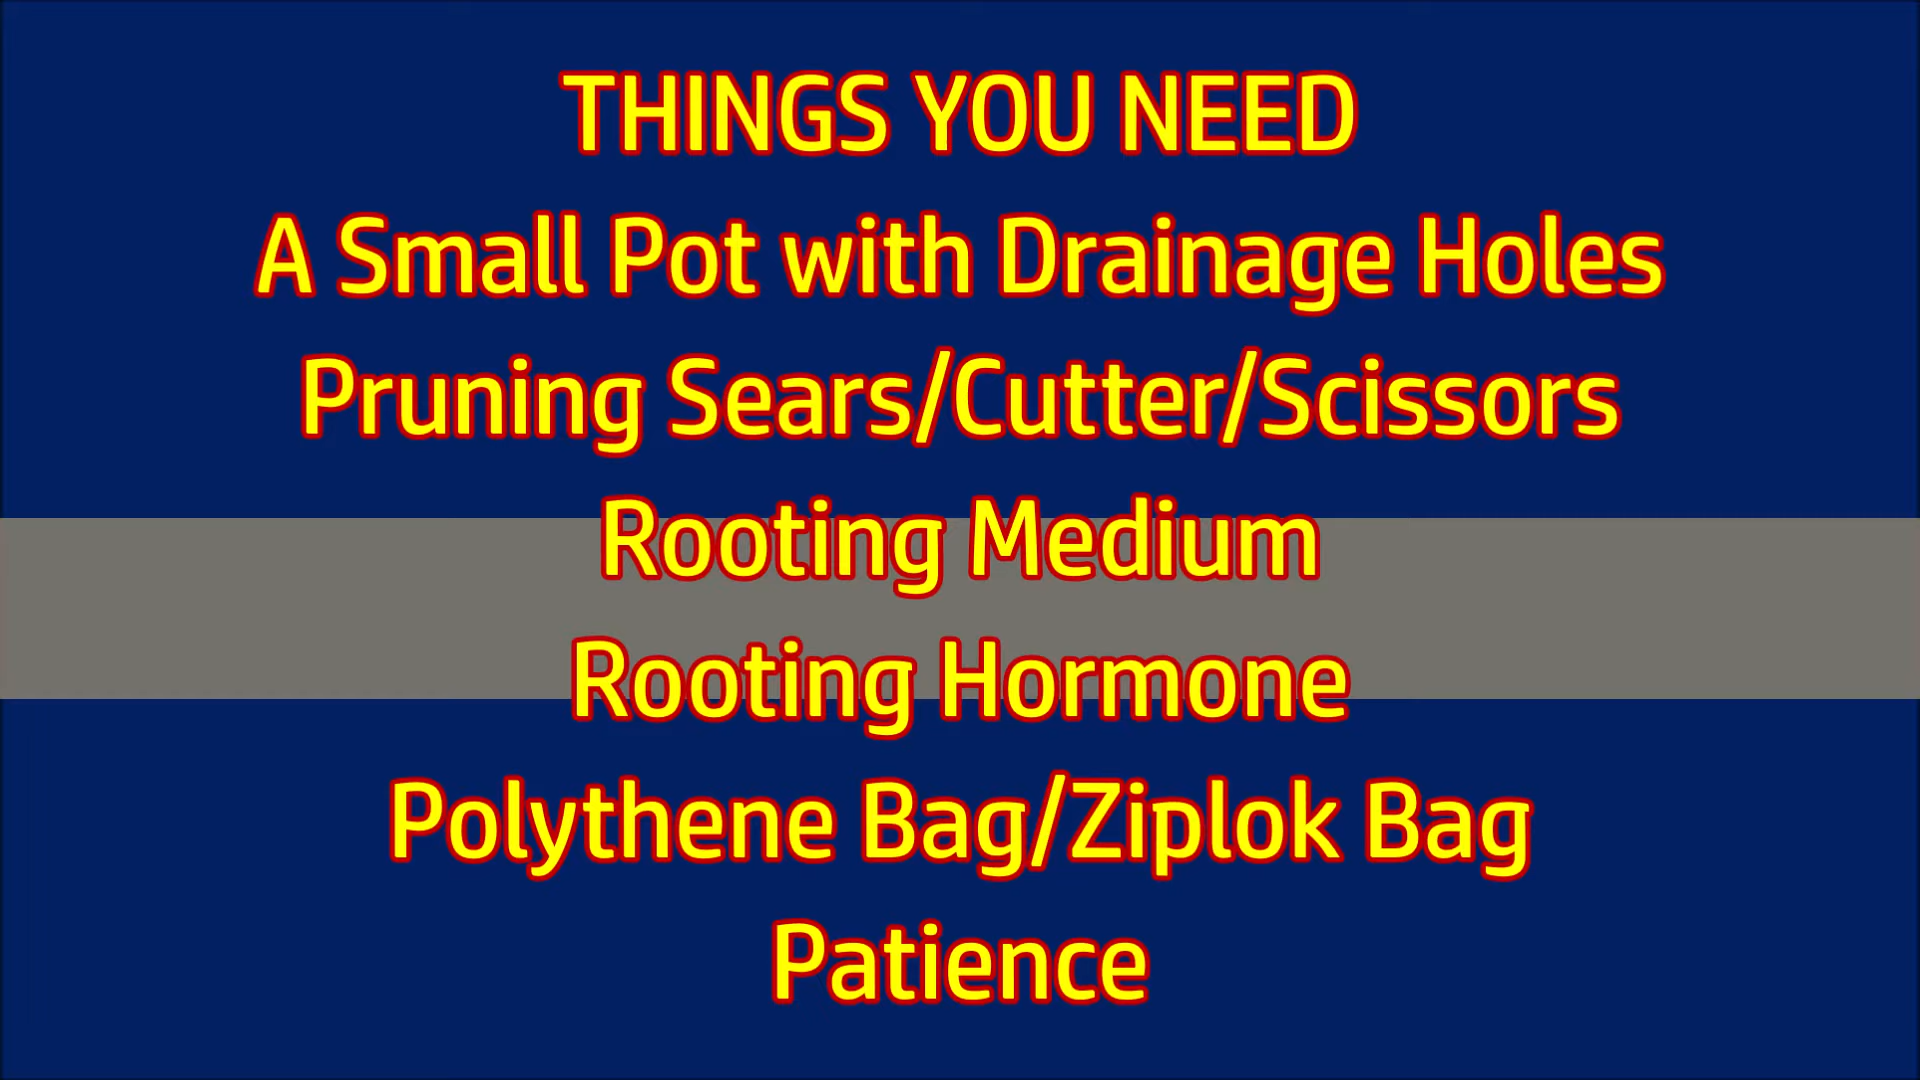 THINGS YOU NEED
A Small Pot with Drainage Holes
Pruning Sears/Cutter/Scissors
Rooting Medium
Rooting Hormone
Polythene Bag/Ziplok Bag
Patience